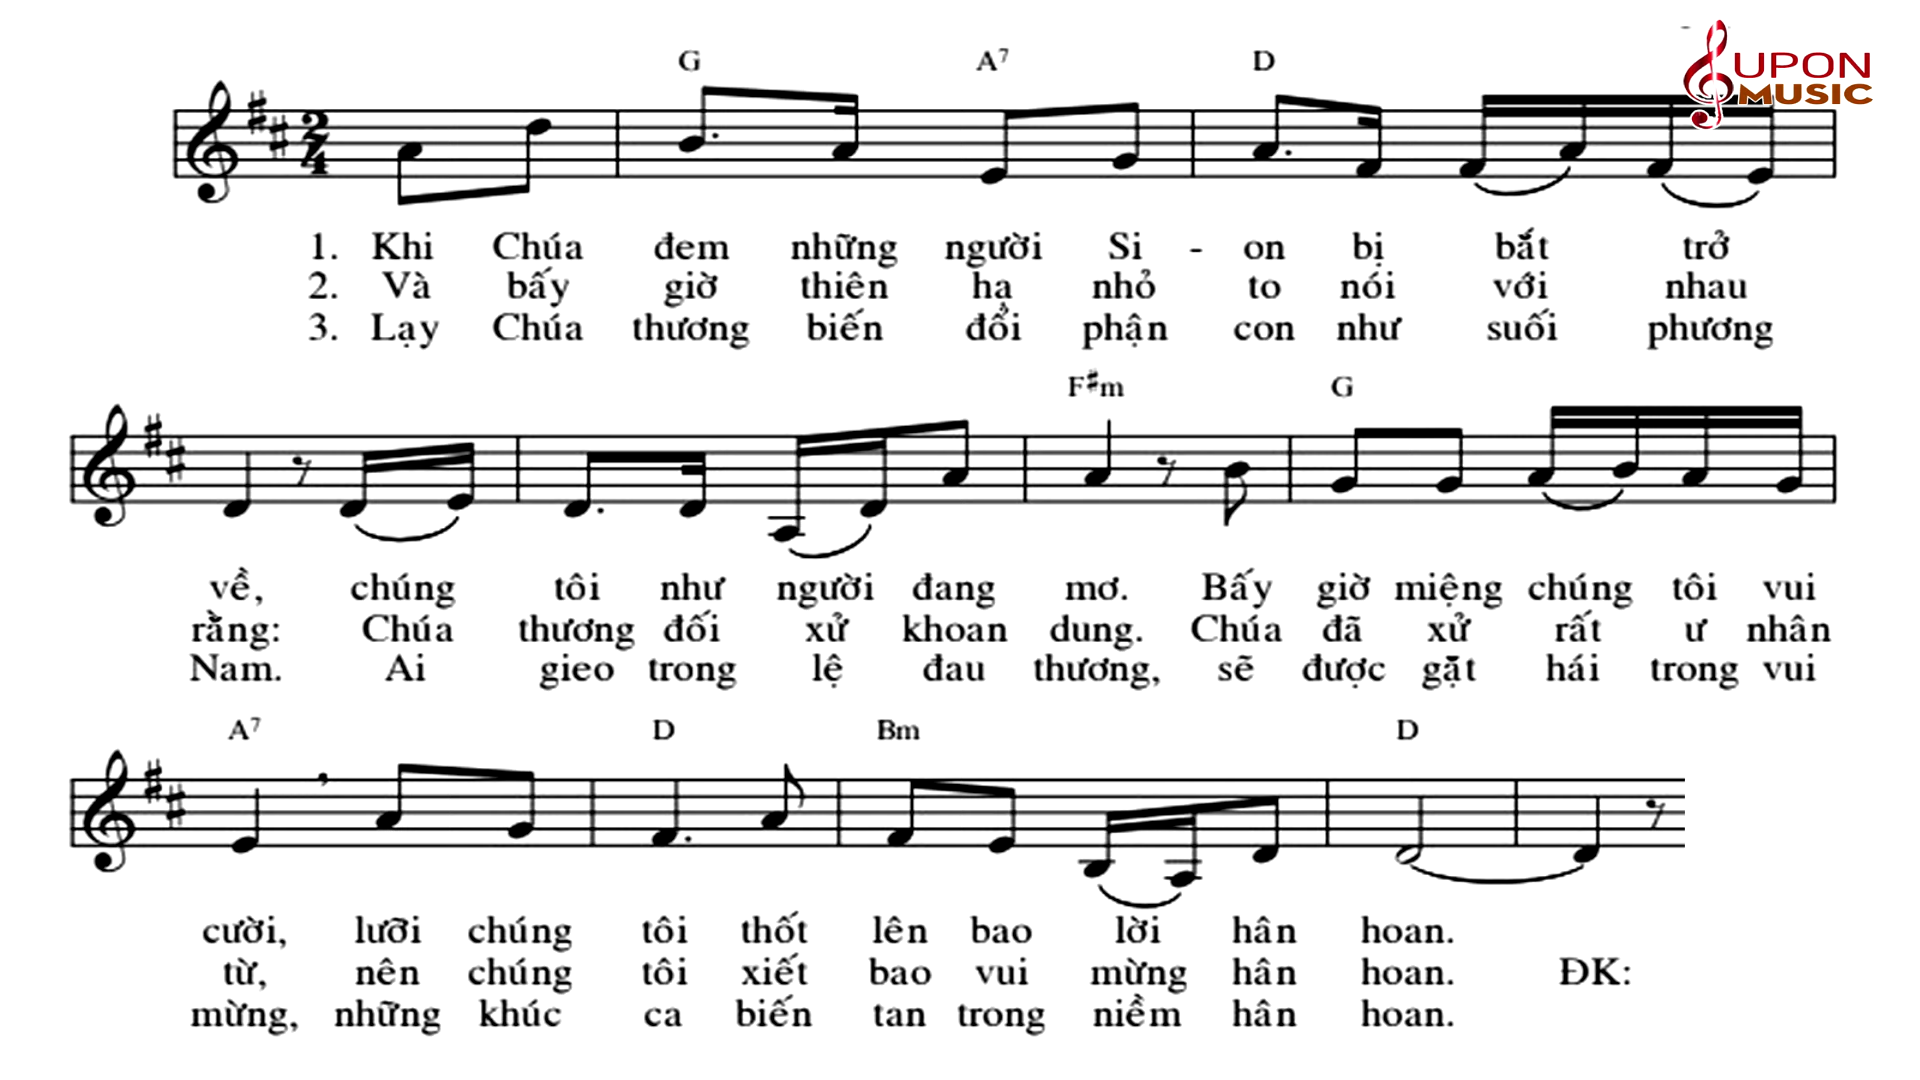 UPON
MUSIC
G A7 D
2
4
1. Khi Chúa đem những người Si - on bị bắt trở
2. Và bấy giờ thiên hạ nhỏ to nói với nhau
3. Lạy Chúa thương biến đổi phận con như suối phương
F#m G
về, chúng tôi như người đang mơ. Bấy giờ miệng chúng tôi vui
rằng: Chúa thương đối xử khoan dung. Chúa đã xử rất ư nhân
Nam. Ai gieo trong lệ đau thương, sẽ được gặt hái trong vui
A7 D Bm D
cười, lưỡi chúng tôi thốt lên bao lời hân hoan.
từ, nên chúng tôi xiết bao vui mừng hân hoan. ĐK:
mừng, những khúc ca biến tan trong niềm hân hoan.